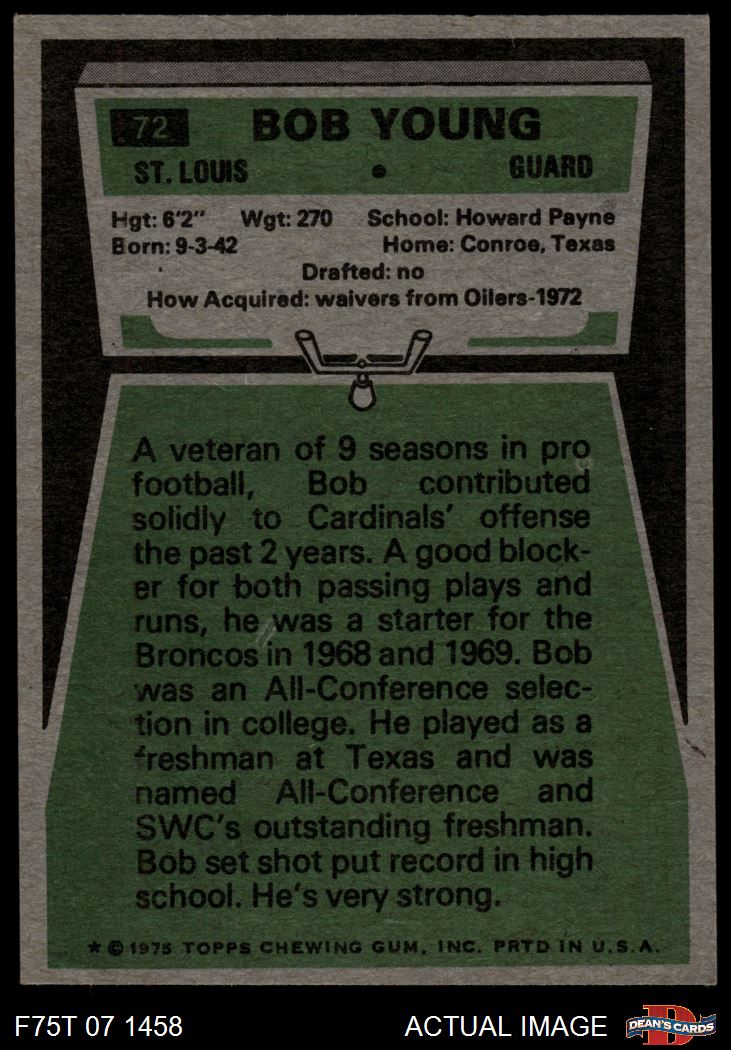 72 BOB YOUNG
ST. LOUIS • GUARD
Hgt: 6'2" Wgt: 270 School: Howard Payne
Born: 9-3-42 Home: Conroe, Texas
Drafted: no
How Acquired: waivers from Oilers-1972
A veteran of 9 seasons in pro
football, Bob contributed
solidly to Cardinals' offense
the past 2 years. A good block-
er for both passing plays and
runs, he was a starter for the
Broncos in 1968 and 1969. Bob
was an All-Conference selec-
tion in college. He played as a
freshman at Texas and was
named All-Conference and
SWC's outstanding freshman.
Bob set shot put record in high
school. He's very strong.
* © 1975 TOPPS CHEWING GUM, INC. PRTD IN U.S.A.
F75T 07 1458 ACTUAL IMAGE D DEAN'S CARDS